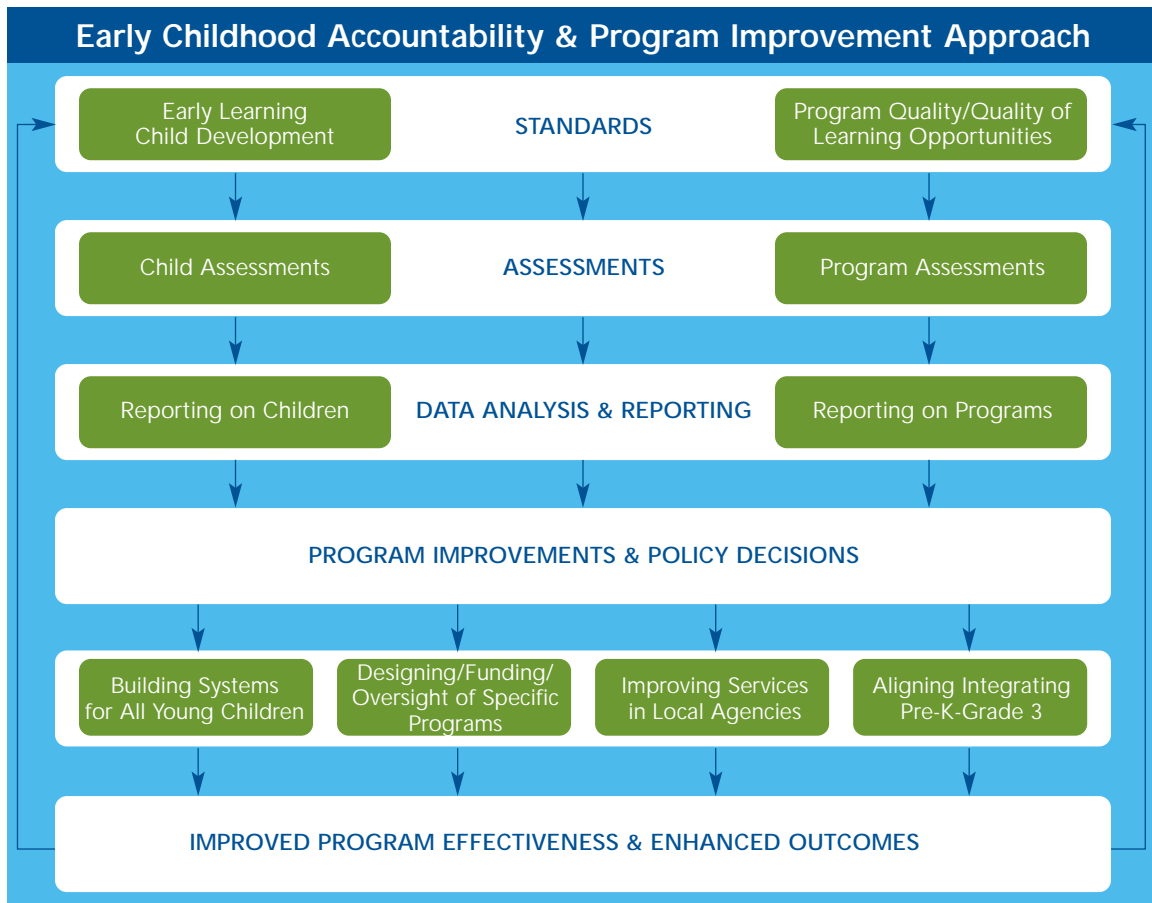 Early Childhood Accountability & Program Improvement Approach
Early Learning
Child Development
STANDARDS
Program Quality/Quality of
Learning Opportunities
Child Assessments
ASSESSMENTS
Program Assessments
Reporting on Children
DATA ANALYSIS & REPORTING
Reporting on Programs
PROGRAM IMPROVEMENTS & POLICY DECISIONS
Building Systems
for All Young Children
Designing/Funding/
Oversight of Specific
Programs
Improving Services
in Local Agencies
Aligning Integrating
Pre-K-Grade 3
IMPROVED PROGRAM EFFECTIVENESS & ENHANCED OUTCOMES